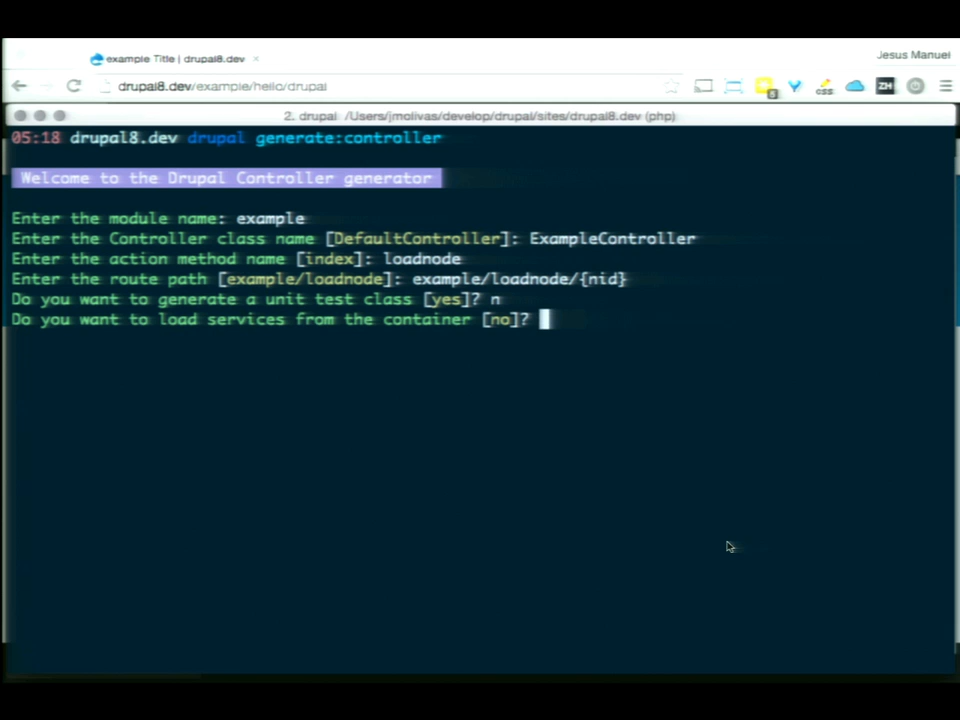 example Title | drupal8.dev
Jesus Manuel
drupal8.dev/example/hello/drupal
6
css
ZH
2. drupal /Users/jmolivas/develop/drupal/sites/drupal8.dev (php)
05:18 drupal8.dev drupal generate:controller
Welcome to the Drupal Controller generator
Enter the module name: example
Enter the Controller class name [DefaultController]: ExampleController
Enter the action method name [index]: loadnode
Enter the route path [example/loadnode]: example/loadnode/{nid}
Do you want to generate a unit test class [yes]? n
Do you want to load services from the container [no]?